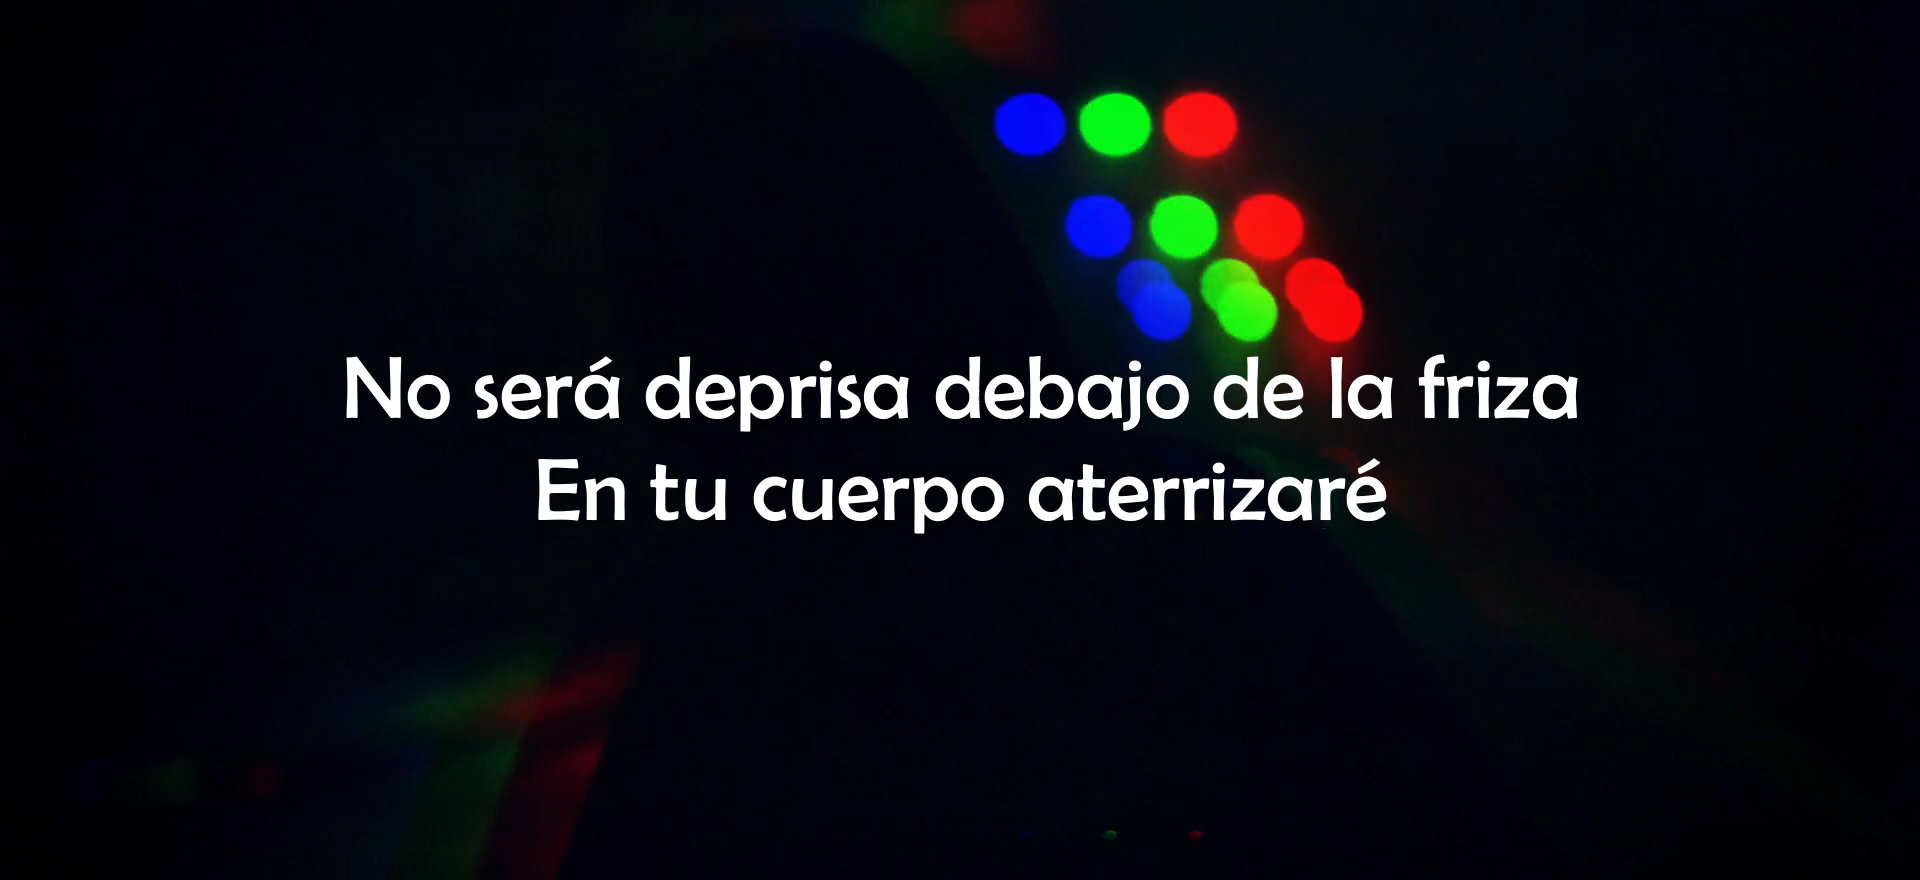 No será deprisa debajo de la friza
En tu cuerpo aterrizaré